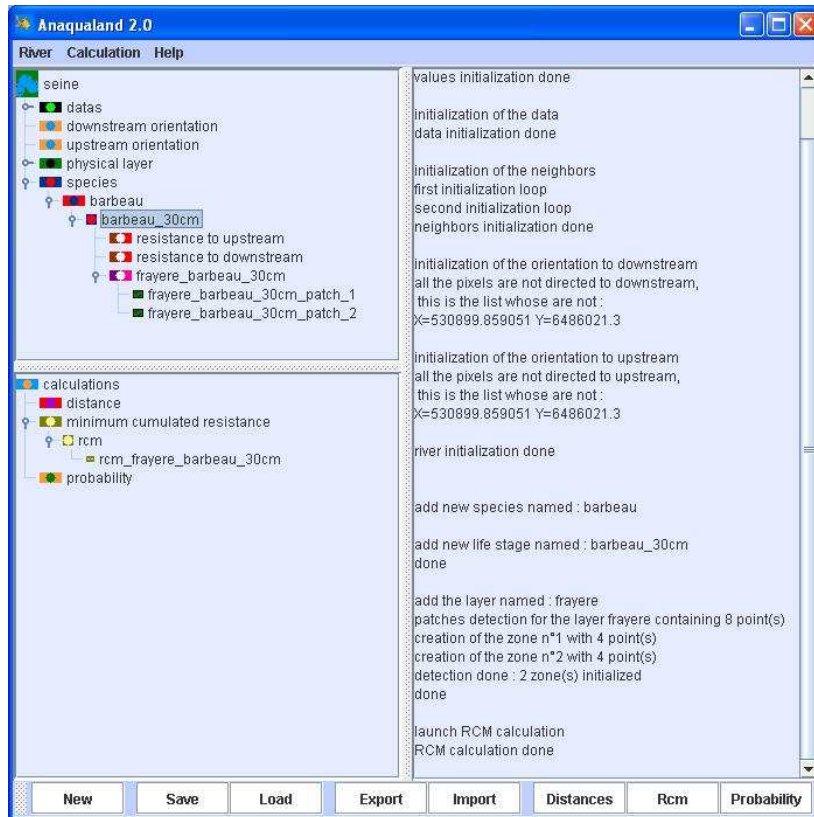 Anaqualand 2.0
River Calculation Help
seine
datas
downstream orientation
upstream orientation
physical layer
species
barbeau
barbeau_30cm
resistance to upstream
resistance to downstream
frayere_barbeau_30cm
frayere_barbeau_30cm_patch_1
frayere_barbeau_30cm_patch_2
calculations
distance
minimum cumulated resistance
rcm
rcm_frayere_barbeau_30cm
probability
values initialization done
initialization of the data
data initialization done
initialization of the neighbors
first initialization loop
second initialization loop
neighbors initialization done
initialization of the orientation to downstream
all the pixels are not directed to downstream,
this is the list whose are not :
X=530899.859051 Y=6486021.3
initialization of the orientation to upstream
all the pixels are not directed to upstream,
this is the list whose are not :
X=530899.859051 Y=6486021.3
river initialization done
add new species named : barbeau
add new life stage named : barbeau_30cm
done
add the layer named : frayere
patches detection for the layer frayere containing 8 point(s)
creation of the zone n°1 with 4 point(s)
creation of the zone n°2 with 4 point(s)
detection done : 2 zone(s) initialized
done
launch RCM calculation
RCM calculation done
New Save Load Export Import Distances Rcm Probability